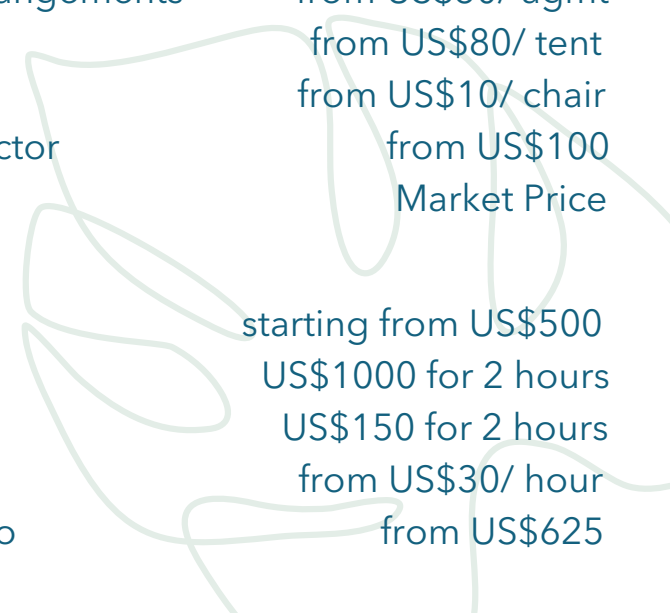 from US$80/ tent
from US$10/ chair
from US$100
Market Price
starting from US$500
US$1000 for 2 hours
US$150 for 2 hours
from US$30/ hour
from US$625